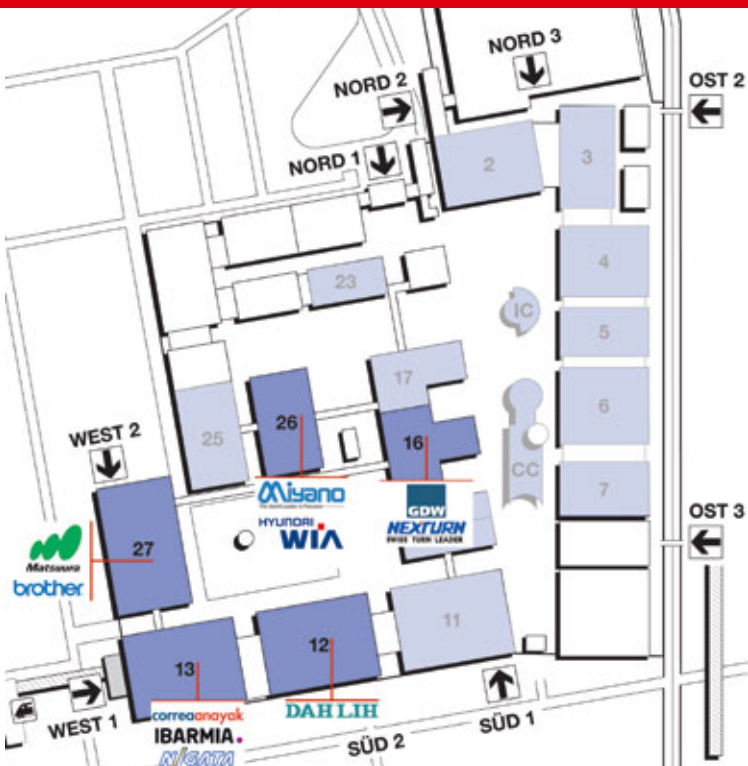 NORD 3
NORD 2
OST 2
NORD 1
2
3
4
23
IC
5
17
6
WEST 2
26
16
25
CC
7
Miyano
GDW
OST 3
HYUNDAI
WIA
NEXTURN
SWISS TURN LEADER
27
Matsuura
brother
11
12
13
correaanayak
DAH LIH
WEST 1
IBARMIA.
SÜD 1
SÜD 2
NIGATA